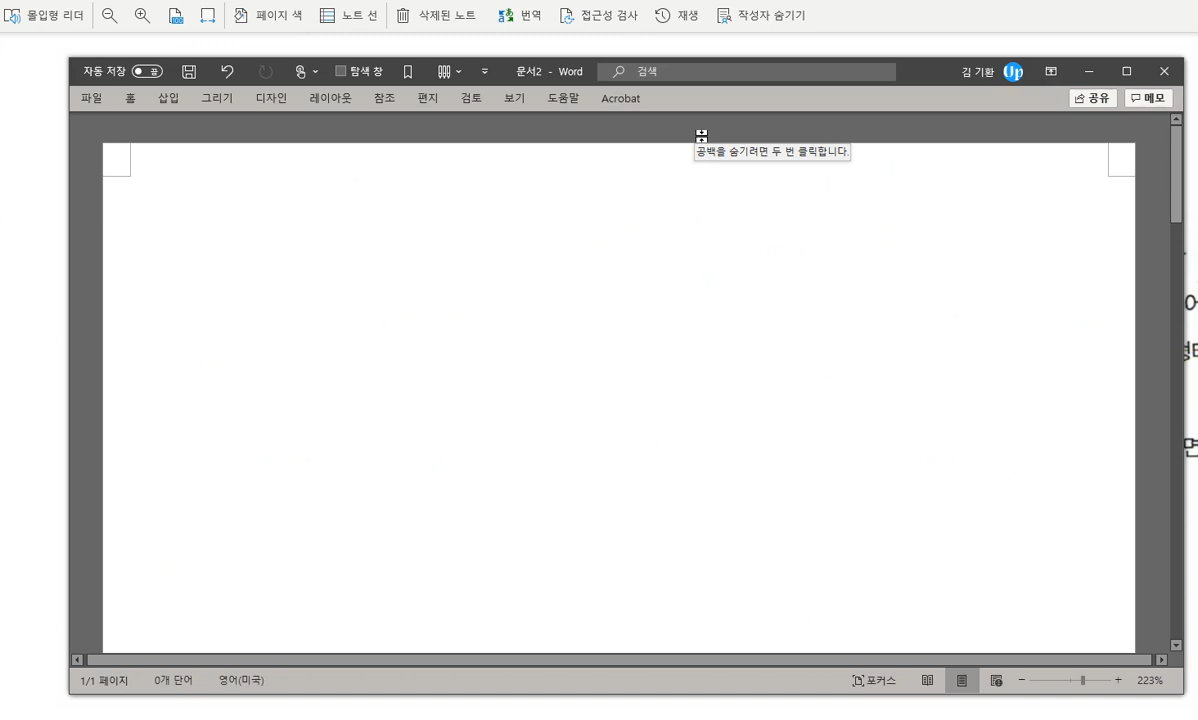 몰입형 리더 페이지 색 노트 선 삭제된 노트 번역 접근성 검사 재생 작성자 숨기기
자동 저장 끔 탐색 창 문서2 - Word 검색 김 기환 Up
파일 홈 삽입 그리기 디자인 레이아웃 참조 편지 검토 보기 도움말 Acrobat 공유 메모
공백을 숨기려면 두 번 클릭합니다.
면
1/1 페이지 0개 단어 영어(미국) 포커스 223%